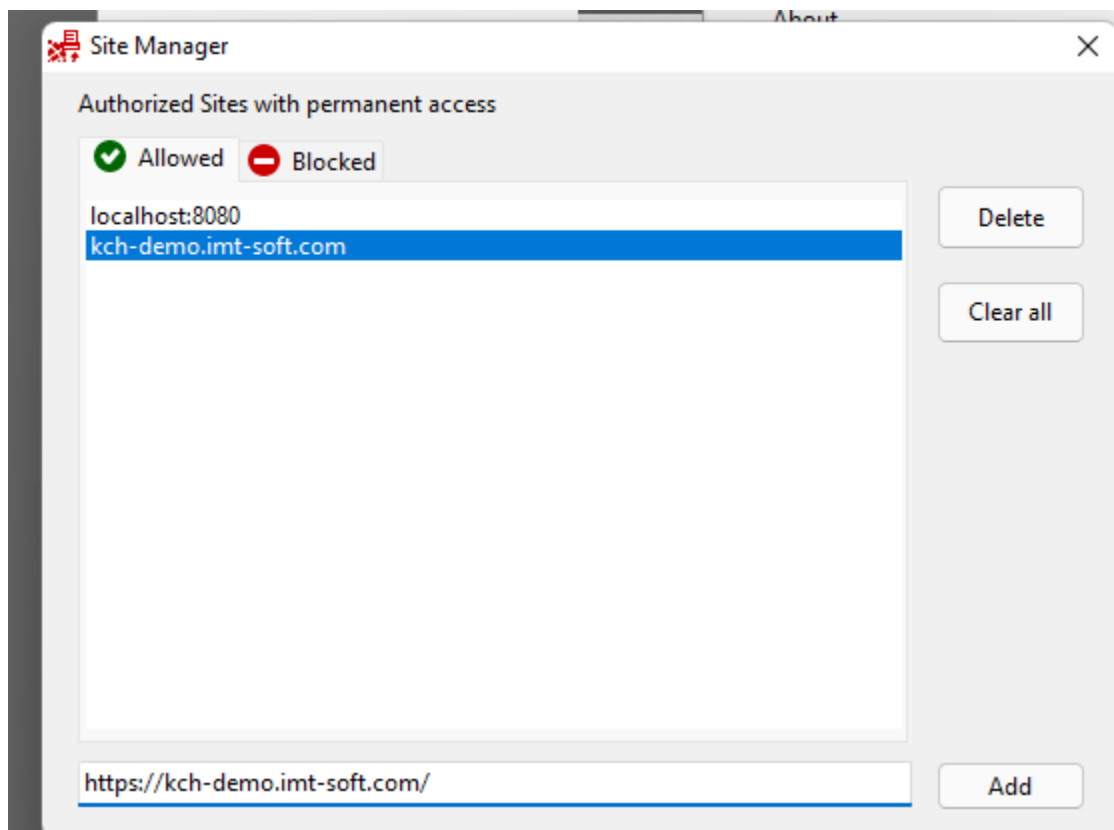 About
Site Manager
Authorized Sites with permanent access
Allowed
Blocked
localhost:8080
kch-demo.imt-soft.com
Delete
Clear all
https://kch-demo.imt-soft.com/
Add